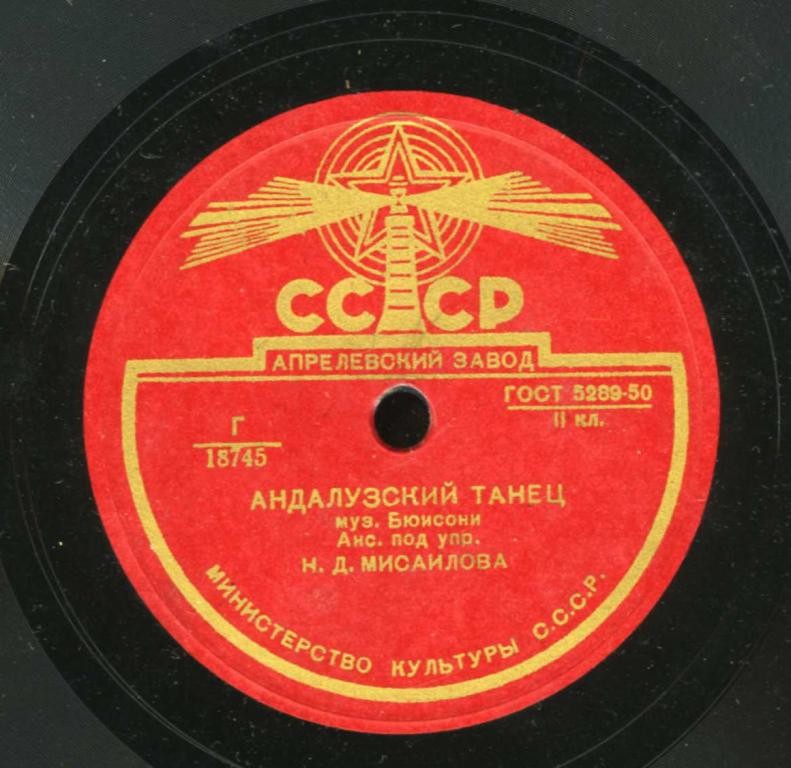 СССР
АПРЕЛЕВСКИЙ ЗАВОД
ГОСТ 5289-50
II кл.
Г
18745
АНДАЛУЗСКИЙ ТАНЕЦ
муз. Бюисони
Анс. под упр.
Н. Д. МИСАИЛОВА
МИНИСТЕРСТВО КУЛЬТУРЫ С.С.С.Р.